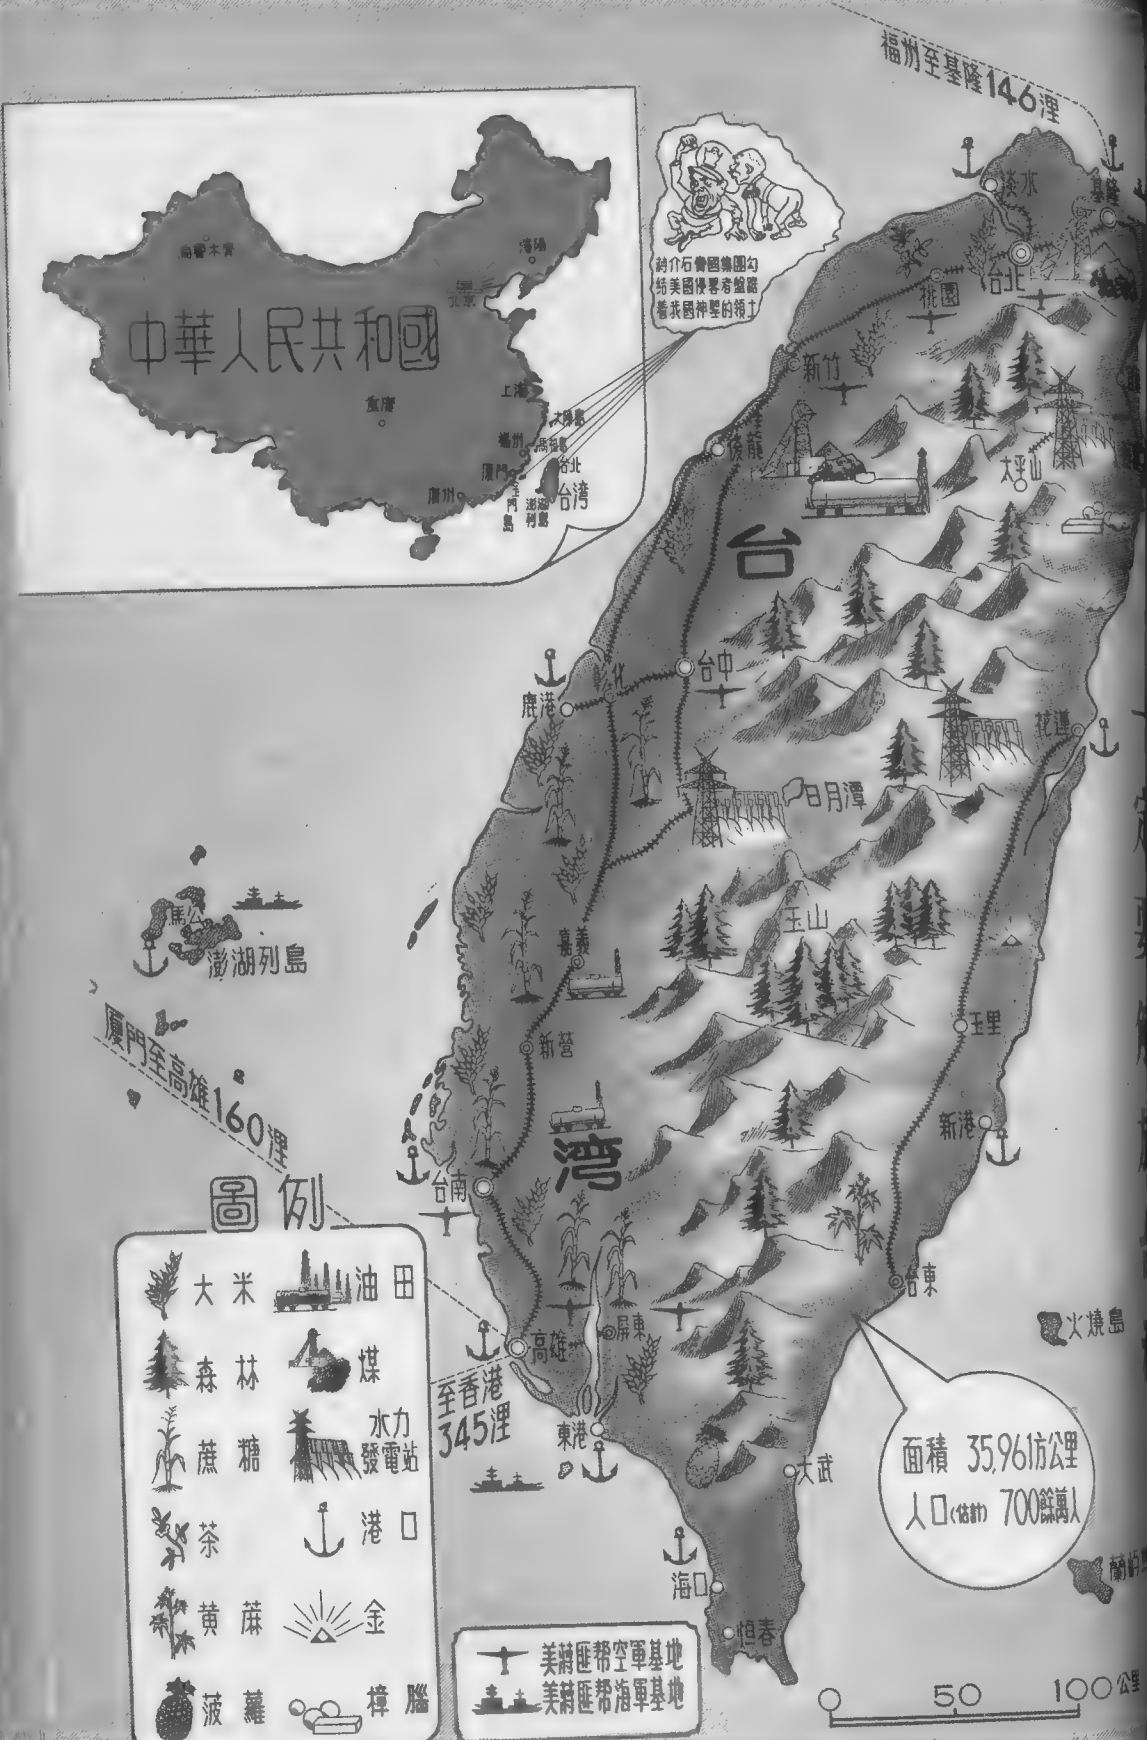 福州至基隆146浬
中華人民共和國
烏魯木齊
瀋陽
北京
重慶
上海
大陳島
福州
馬祖島
廈門
台北
廣州
金門島
澎湖列島
台湾
蔣介石賣國集團勾
結美國侵畧者盤踞
着我國神聖的領土
淡水
基隆
台北
桃園
新竹
後龍
太平山
台
台中
鹿港
化
花蓮
日月潭
馬公
澎湖列島
嘉義
玉山
廈門至高雄160浬
新營
玉里
新港
湾
台南
台東
屏東
高雄
至香港
345浬
東港
大武
火燒島
海口
恒春
蘭嶼
面積 35,961方公里
人口(估計) 700餘萬人
圖例
大米
油田
森林
煤
蔗糖
水力
發電站
茶
港口
黄蔴
金
菠蘿
樟腦
美蔣匪帮空軍基地
美蔣匪帮海軍基地
0 50 100公里